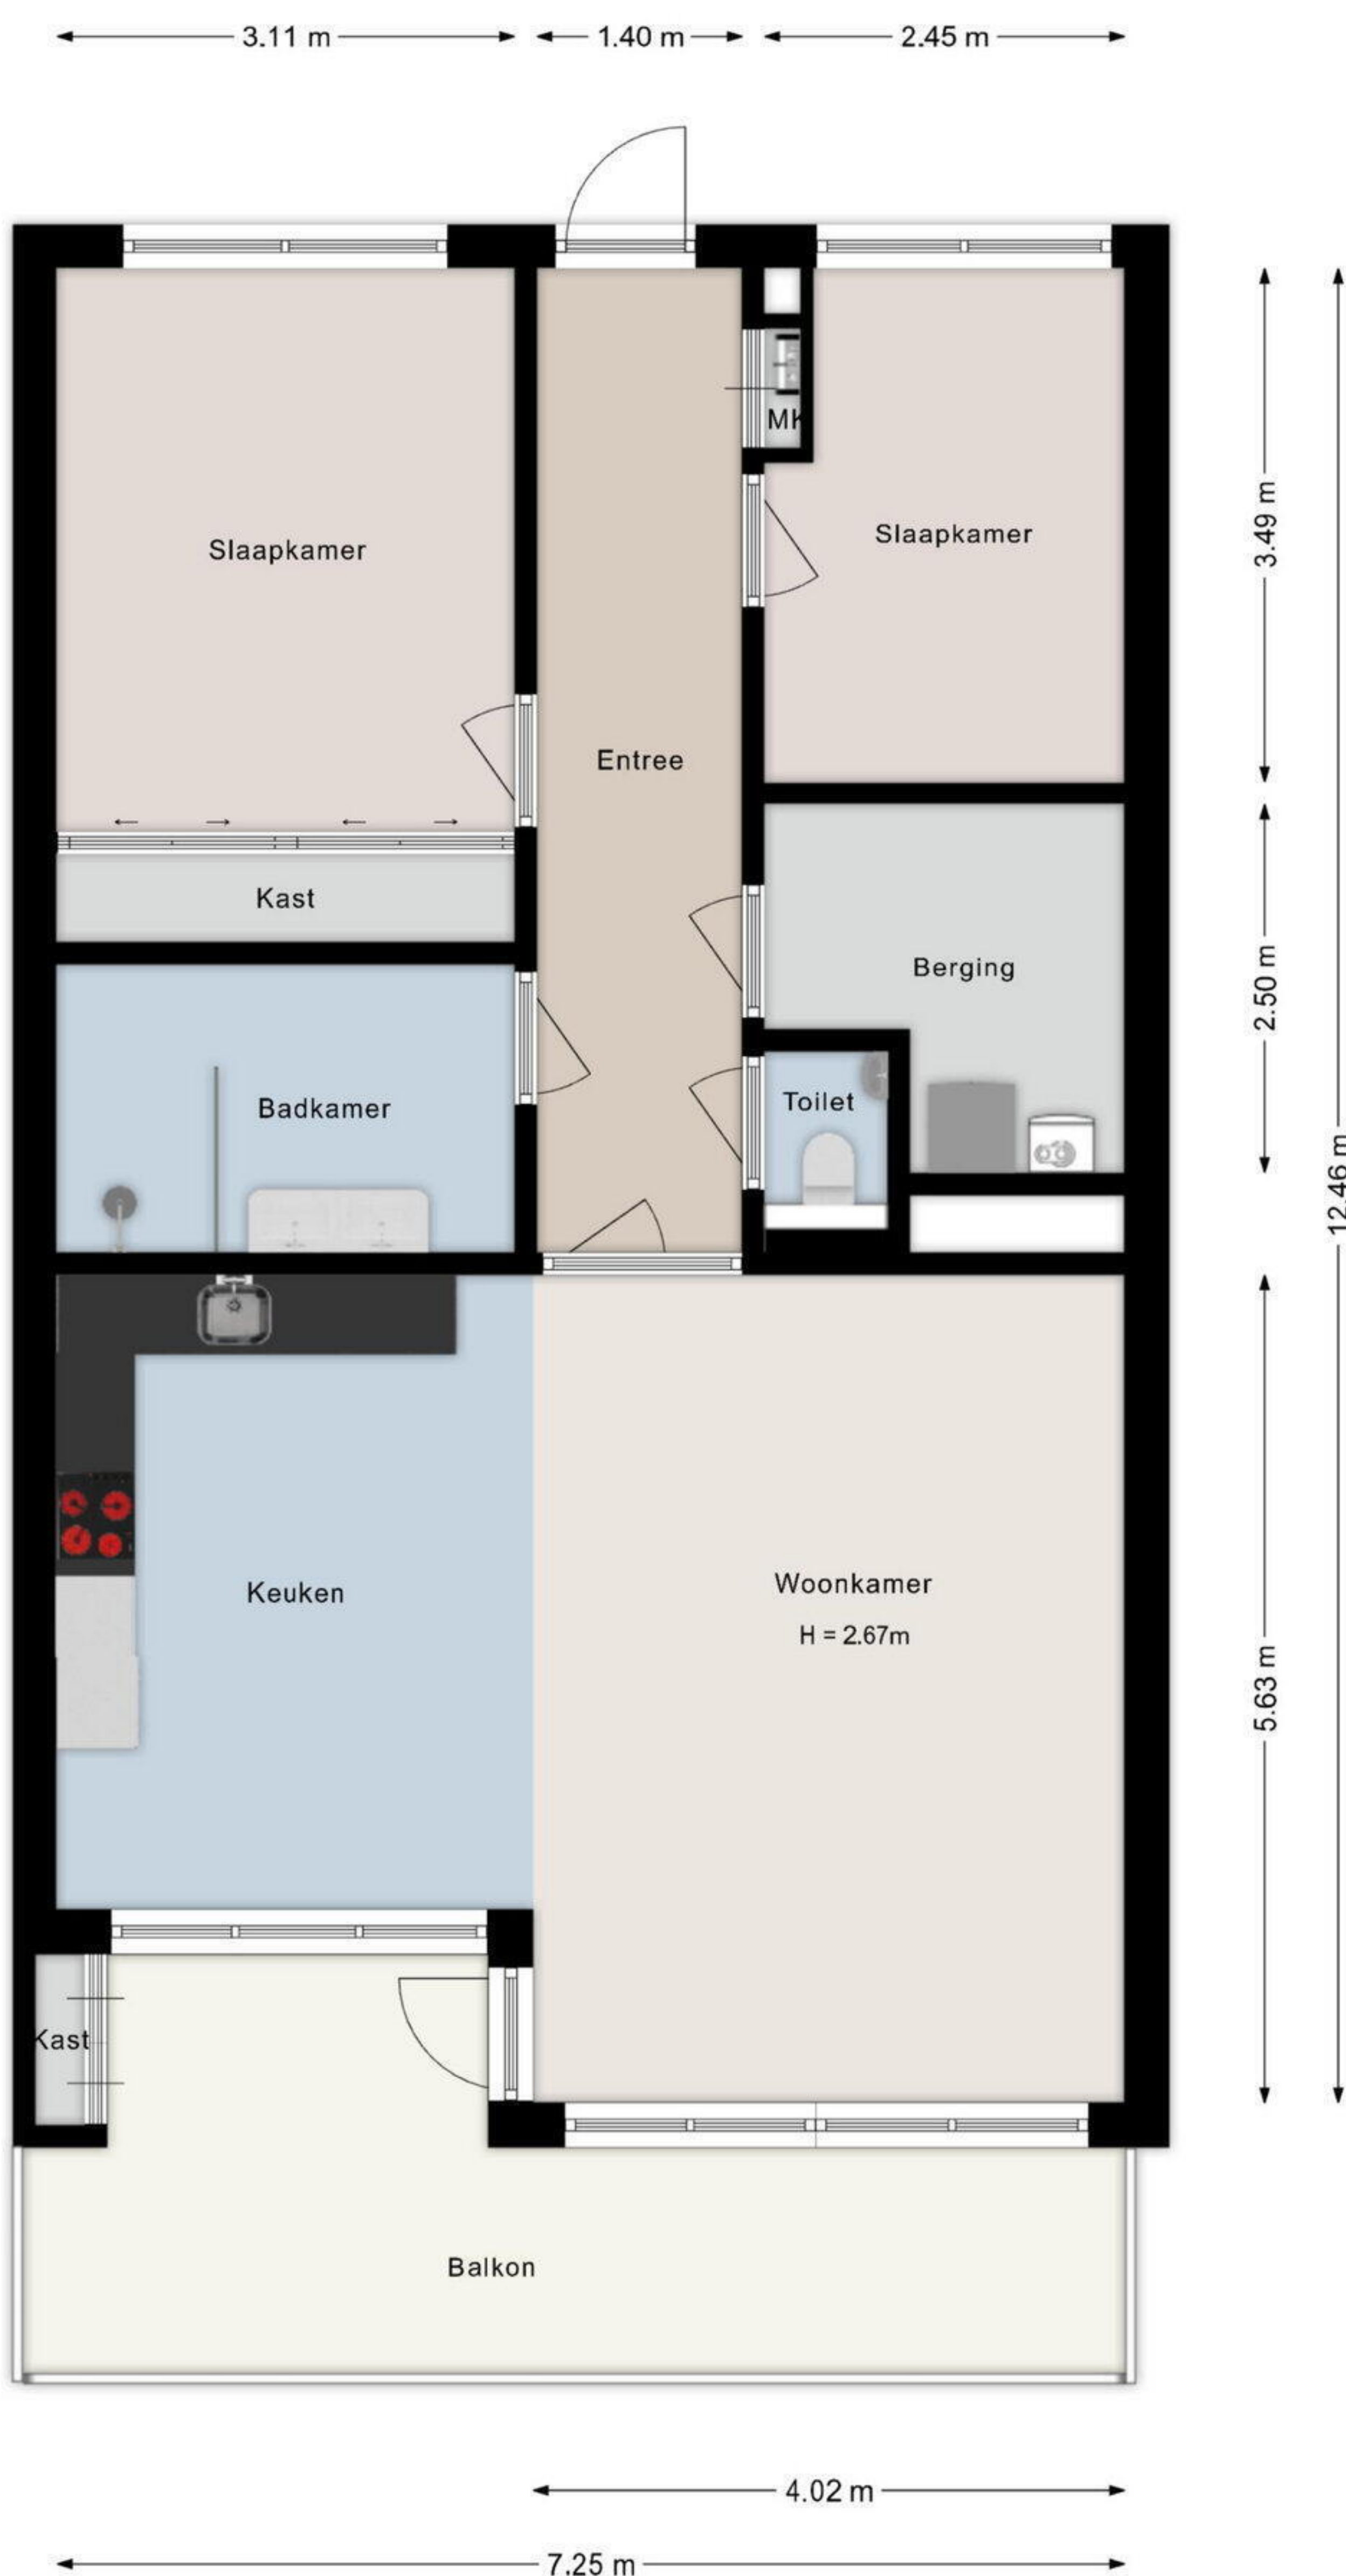 3.11 m
1.40 m
2.45 m
MK
Slaapkamer
Slaapkamer
3.49 m
Entree
Kast
Berging
2.50 m
Badkamer
Toilet
12.46 m
Keuken
Woonkamer
H = 2.67m
5.63 m
Kast
Balkon
4.02 m
7.25 m